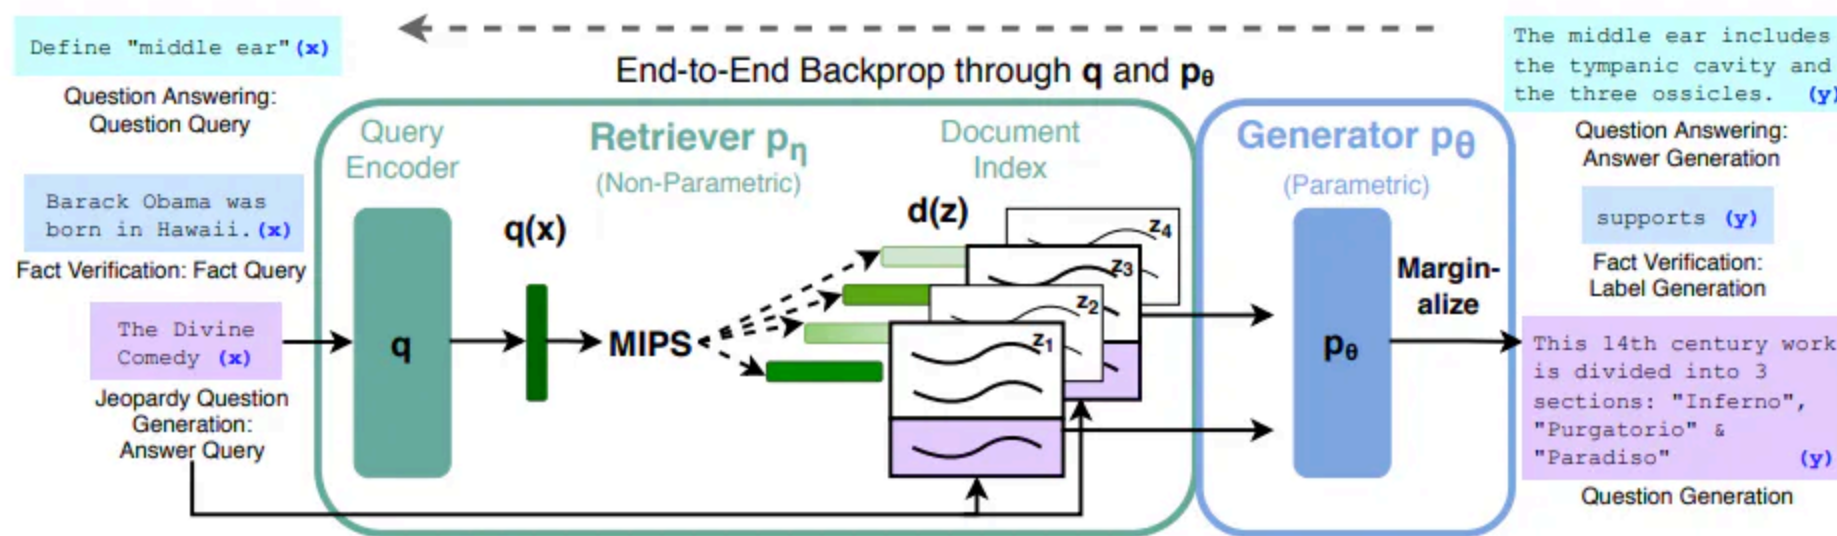 Define "middle ear"(x)
Question Answering:
Question Query
Barack Obama was
born in Hawaii.(x)
Fact Verification: Fact Query
The Divine
Comedy (x)
Jeopardy Question
Generation:
Answer Query
End-to-End Backprop through q and pθ
Query
Encoder
Retriever pη
(Non-Parametric)
Document
Index
q
q(x)
MIPS
d(z)
z4
z3
z2
z1
Generator pθ
(Parametric)
pθ
Margin-
alize
The middle ear includes
the tympanic cavity and
the three ossicles. (y)
Question Answering:
Answer Generation
supports (y)
Fact Verification:
Label Generation
This 14th century work
is divided into 3
sections: "Inferno",
"Purgatorio" &
"Paradiso" (y)
Question Generation